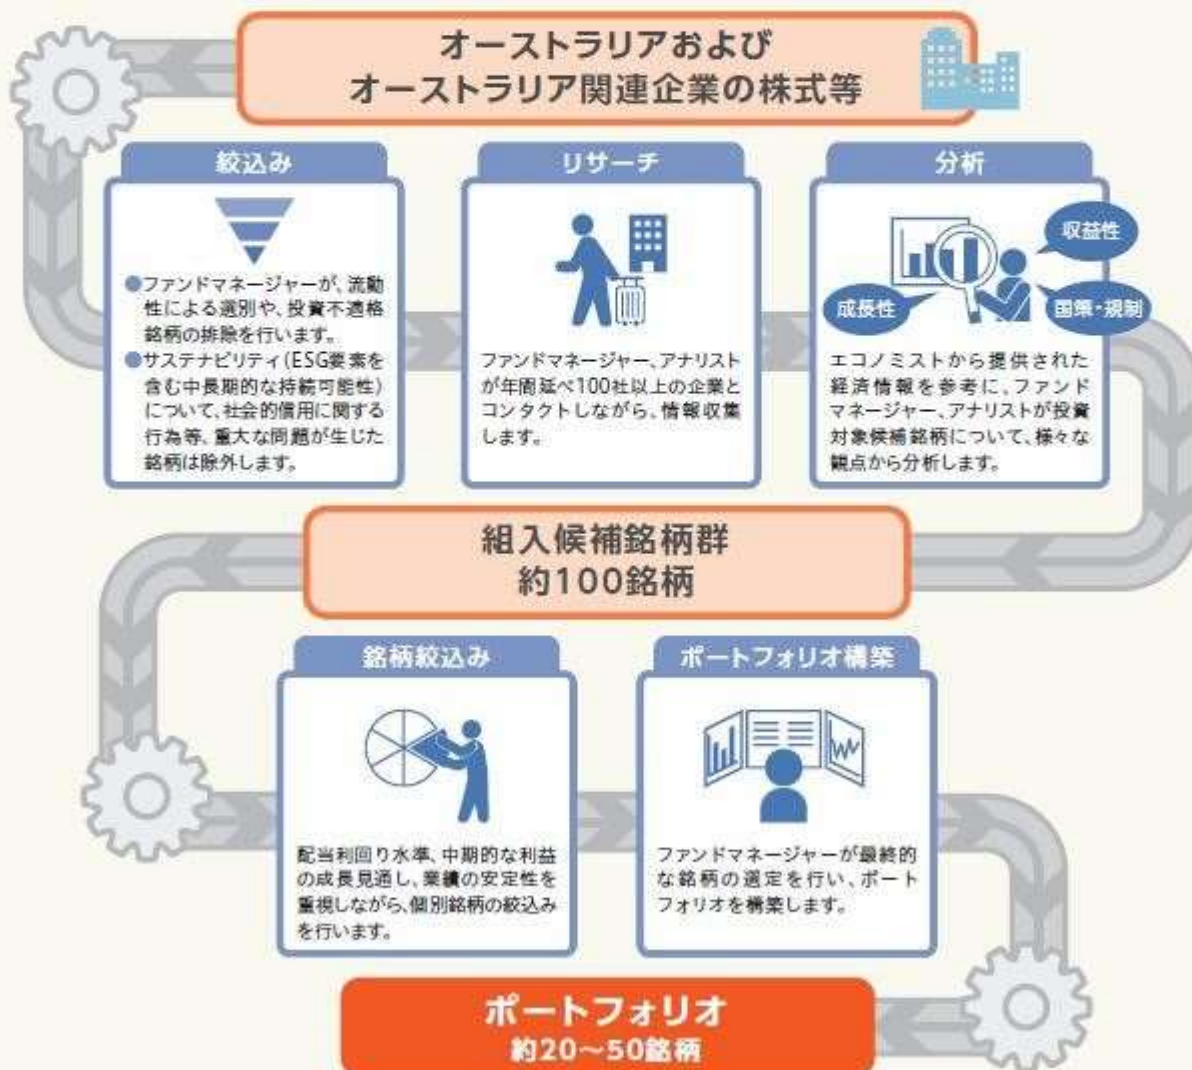 オーストラリアおよび
オーストラリア関連企業の株式等
絞込み
●ファンドマネージャーが、流動
性による選別や、投資不適格
銘柄の排除を行います。
●サステナビリティ(ESG要素を
含む中長期的な持続可能性)
について、社会的信用に関する
行為等、重大な問題が生じた
銘柄は除外します。
リサーチ
ファンドマネージャー、アナリスト
が年間延べ100社以上の企業と
コンタクトしながら、情報収集
します。
分析
収益性
成長性
国策・規制
エコノミストから提供された
経済情報を参考に、ファンド
マネージャー、アナリストが投資
対象候補銘柄について、様々な
観点から分析します。
組入候補銘柄群
約100銘柄
銘柄絞込み
配当利回り水準、中期的な利益
の成長見通し、業績の安定性を
重視しながら、個別銘柄の絞込み
を行います。
ポートフォリオ構築
ファンドマネージャーが最終的
な銘柄の選定を行い、ポート
フォリオを構築します。
ポートフォリオ
約20〜50銘柄